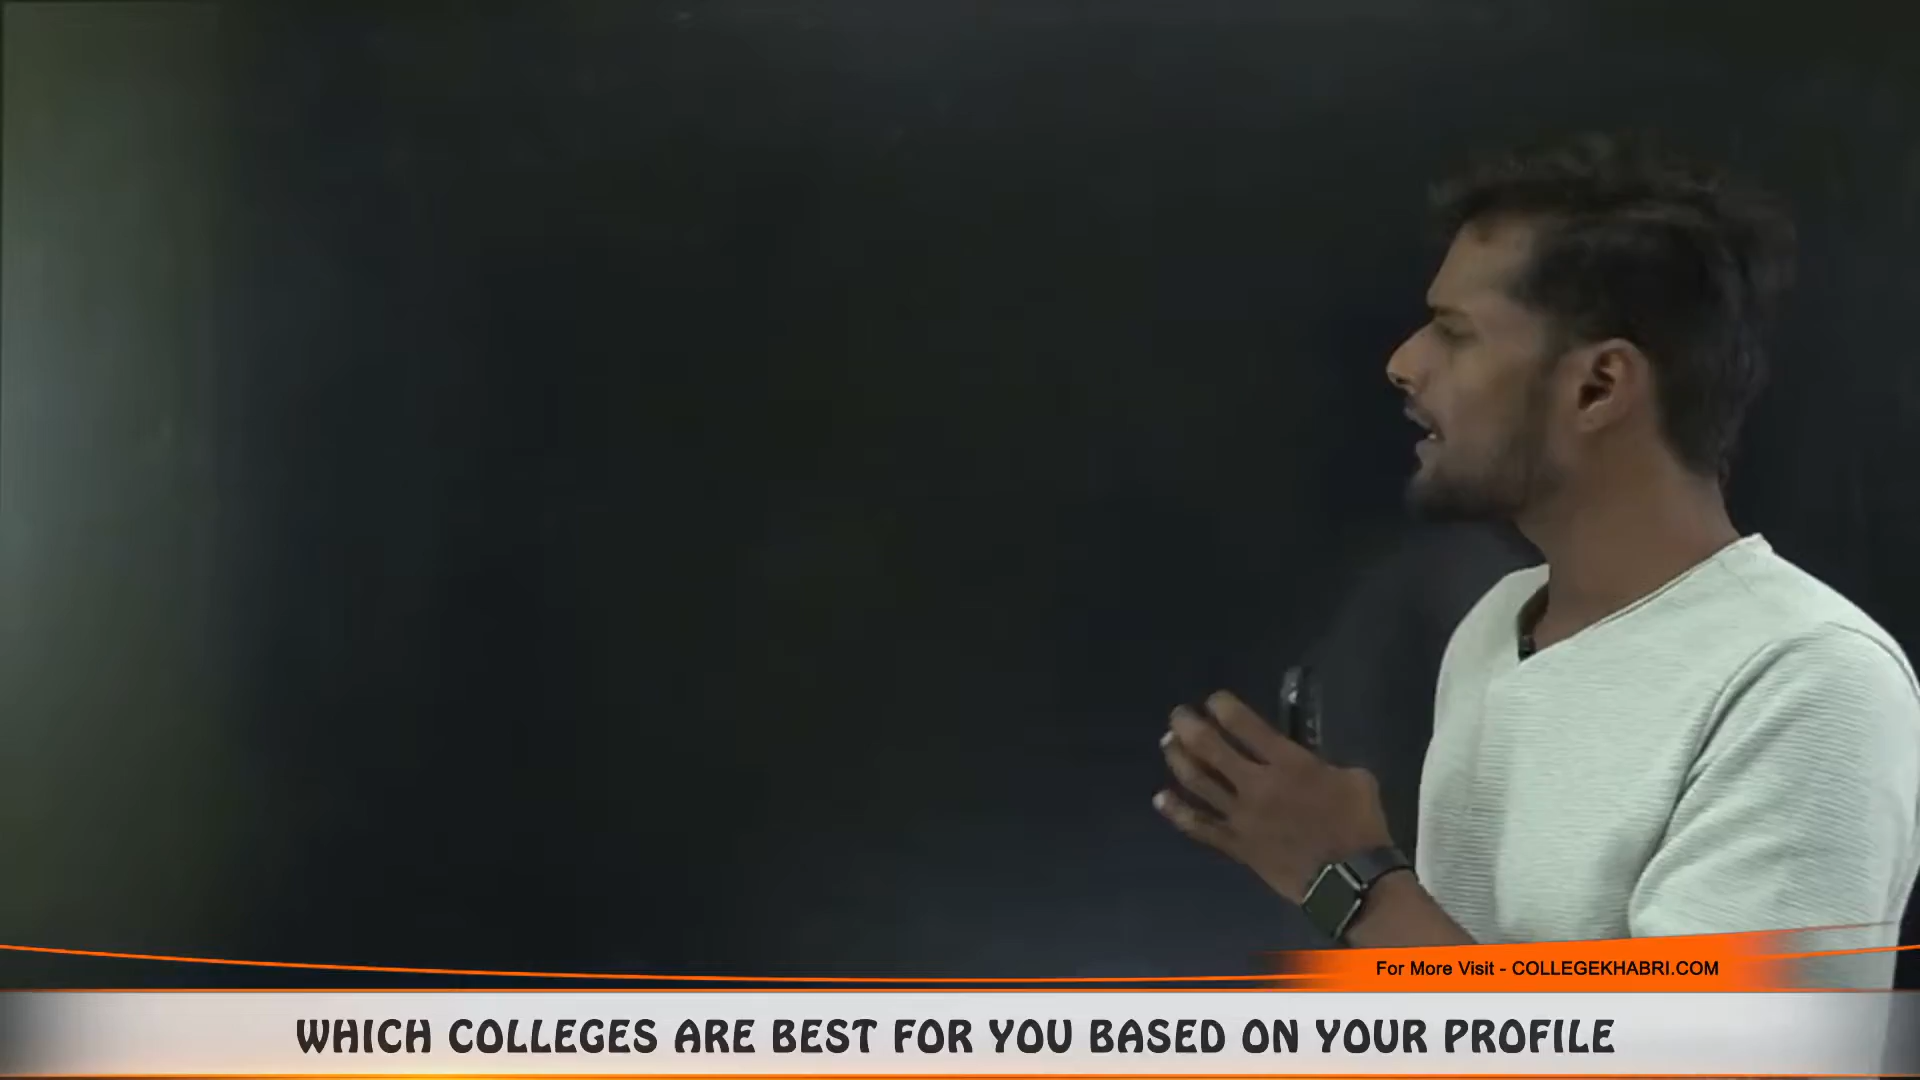 For More Visit - COLLEGEKHABRI.COM
WHICH COLLEGES ARE BEST FOR YOU BASED ON YOUR PROFILE